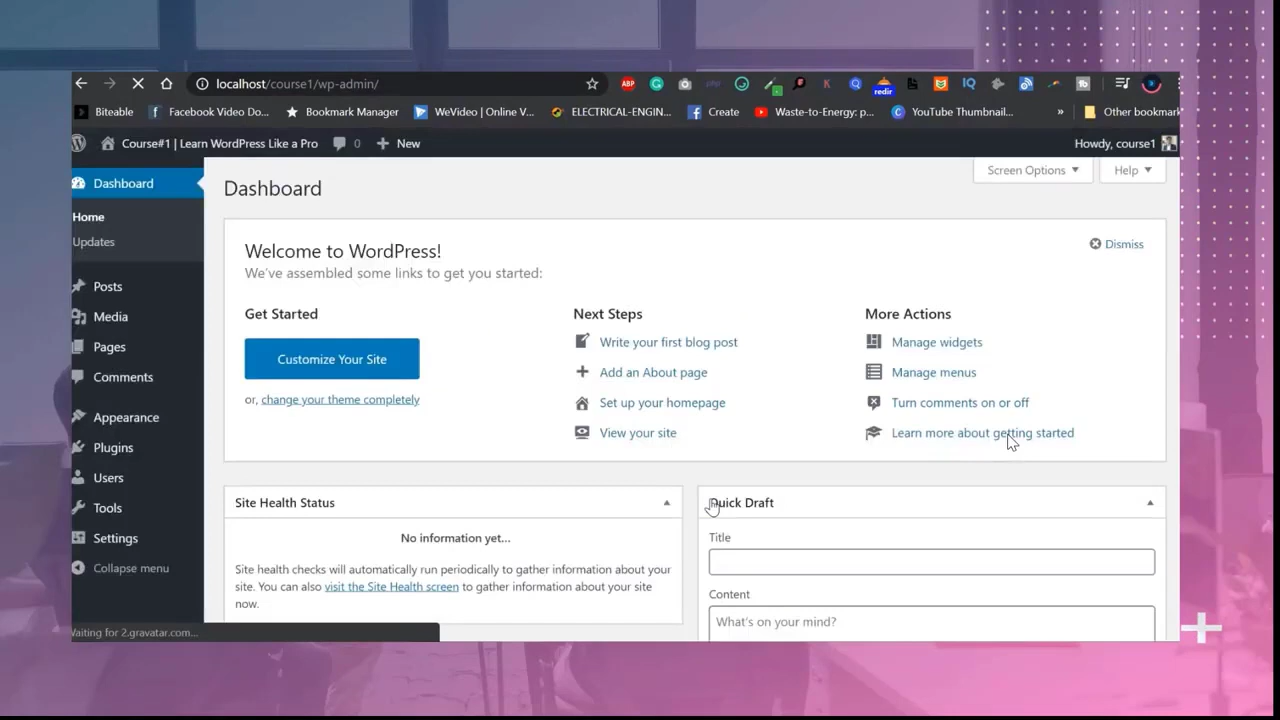 localhost/course1/wp-admin/
ABP
php
K
redir
IQ
fb
Biteable
Facebook Video Do...
Bookmark Manager
WeVideo | Online V...
ELECTRICAL-ENGIN...
Create
Waste-to-Energy: p...
YouTube Thumbnail...
»
Other bookmark
Course#1 | Learn WordPress Like a Pro
0
New
Howdy, course1
Screen Options
Help
Dashboard
Home
Updates
Posts
Media
Pages
Comments
Appearance
Plugins
Users
Tools
Settings
Collapse menu
Dashboard
Welcome to WordPress!
We've assembled some links to get you started:
Dismiss
Get Started
Customize Your Site
or, change your theme completely
Next Steps
Write your first blog post
Add an About page
Set up your homepage
View your site
More Actions
Manage widgets
Manage menus
Turn comments on or off
Learn more about getting started
Site Health Status
No information yet...
Site health checks will automatically run periodically to gather information about your
site. You can also visit the Site Health screen to gather information about your site
now.
Quick Draft
Title
Content
What's on your mind?
Waiting for 2.gravatar.com...